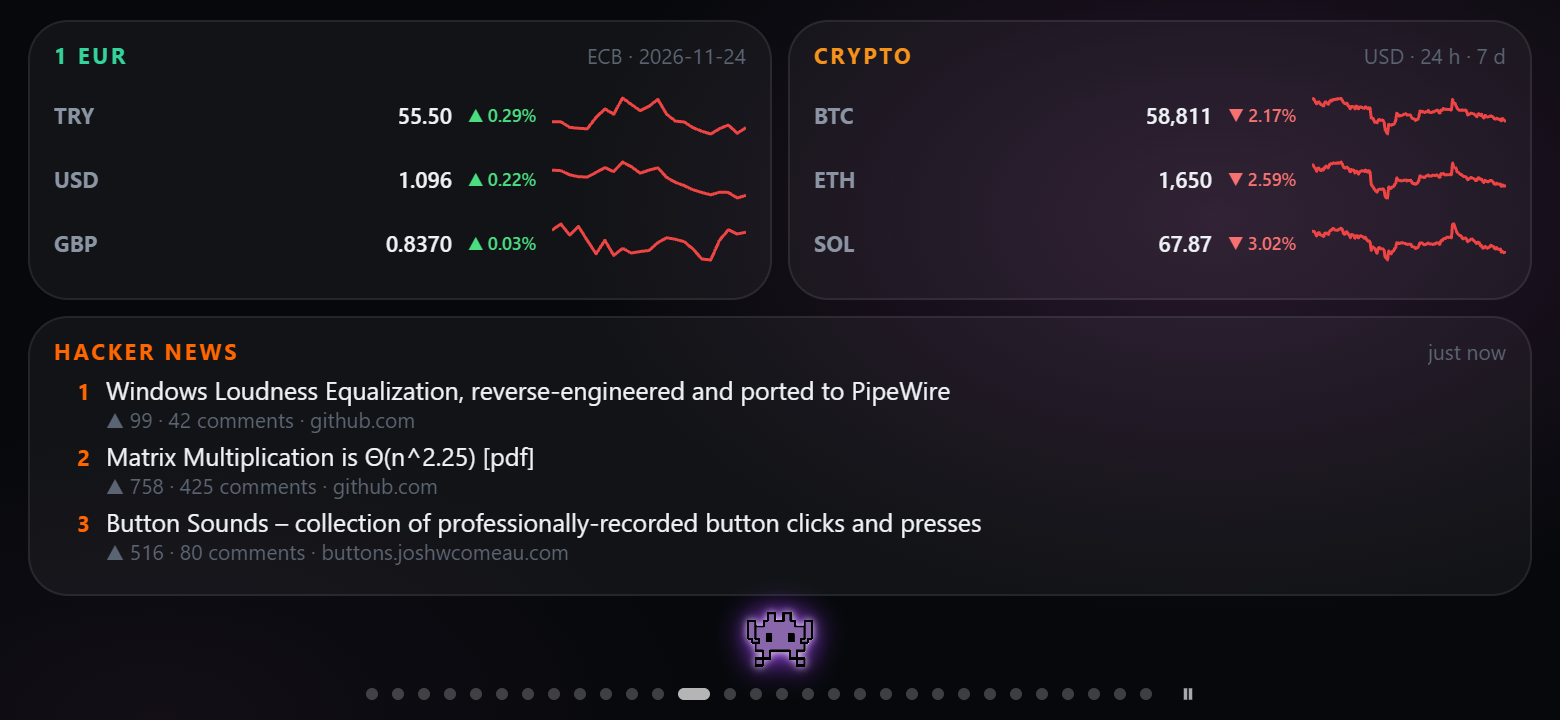 1 EUR
ECB · 2026-11-24
TRY 55.50 ▲ 0.29%
USD 1.096 ▲ 0.22%
GBP 0.8370 ▲ 0.03%
CRYPTO
USD · 24 h · 7 d
BTC 58,811 ▼ 2.17%
ETH 1,650 ▼ 2.59%
SOL 67.87 ▼ 3.02%
HACKER NEWS
just now
1 Windows Loudness Equalization, reverse-engineered and ported to PipeWire
▲ 99 · 42 comments · github.com
2 Matrix Multiplication is Θ(n^2.25) [pdf]
▲ 758 · 425 comments · github.com
3 Button Sounds – collection of professionally-recorded button clicks and presses
▲ 516 · 80 comments · buttons.joshwcomeau.com